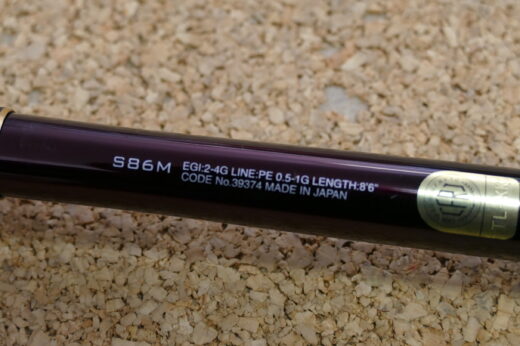 S86M EGI:2-4G LINE:PE 0.5-1G LENGTH:8'6"
CODE No.39374 MADE IN JAPAN